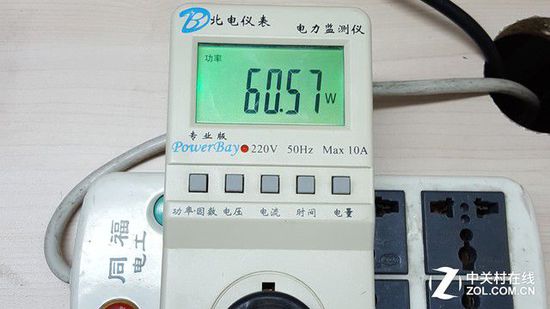 北电仪表 电力监测仪
功率
60.57 W
专业版
PowerBay 220V 50Hz Max 10A
功率·因数 电压 电流 时间 电量
同福
电工
中关村在线
ZOL.COM.CN